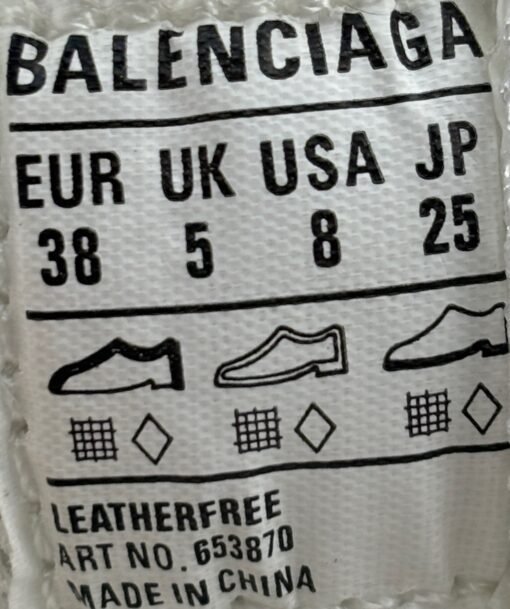 BALENCIAGA
EUR UK USA JP
38 5 8 25
LEATHERFREE
ART NO. 653870
MADE IN CHINA